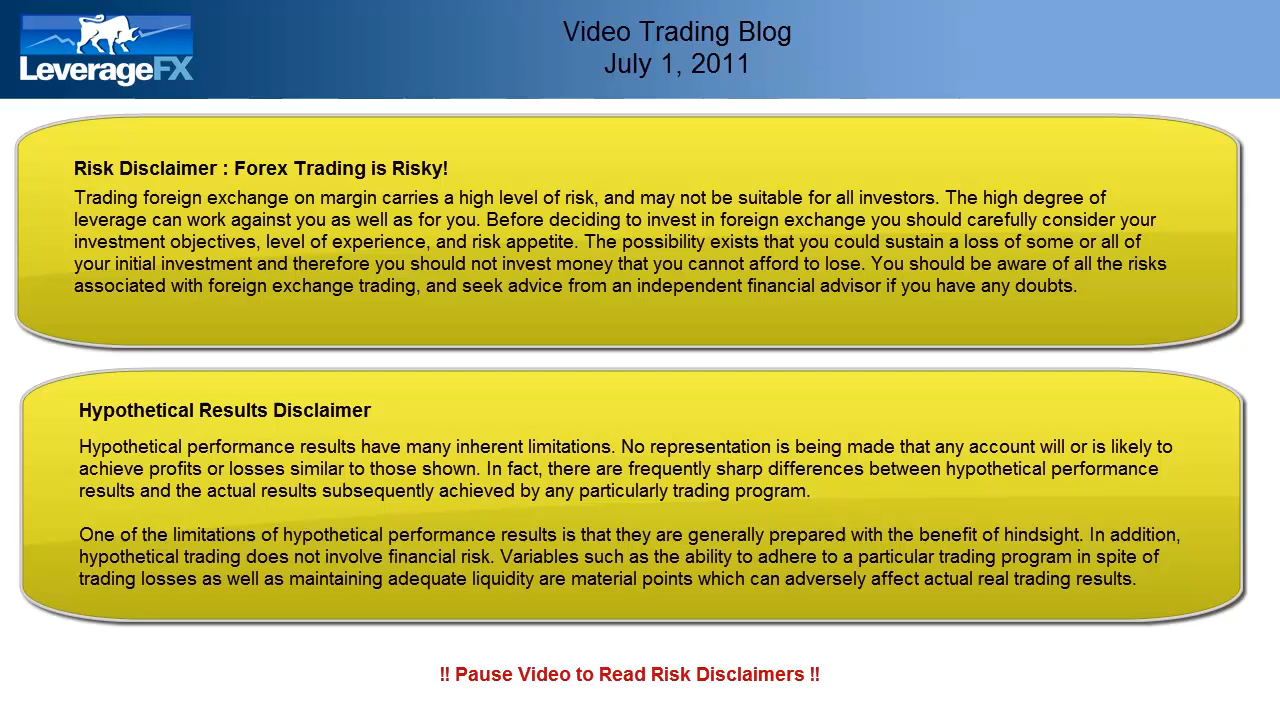 LeverageFX
Video Trading Blog
July 1, 2011
Risk Disclaimer : Forex Trading is Risky!
Trading foreign exchange on margin carries a high level of risk, and may not be suitable for all investors. The high degree of
leverage can work against you as well as for you. Before deciding to invest in foreign exchange you should carefully consider your
investment objectives, level of experience, and risk appetite. The possibility exists that you could sustain a loss of some or all of
your initial investment and therefore you should not invest money that you cannot afford to lose. You should be aware of all the risks
associated with foreign exchange trading, and seek advice from an independent financial advisor if you have any doubts.
Hypothetical Results Disclaimer
Hypothetical performance results have many inherent limitations. No representation is being made that any account will or is likely to
achieve profits or losses similar to those shown. In fact, there are frequently sharp differences between hypothetical performance
results and the actual results subsequently achieved by any particularly trading program.
One of the limitations of hypothetical performance results is that they are generally prepared with the benefit of hindsight. In addition,
hypothetical trading does not involve financial risk. Variables such as the ability to adhere to a particular trading program in spite of
trading losses as well as maintaining adequate liquidity are material points which can adversely affect actual real trading results.
!! Pause Video to Read Risk Disclaimers !!